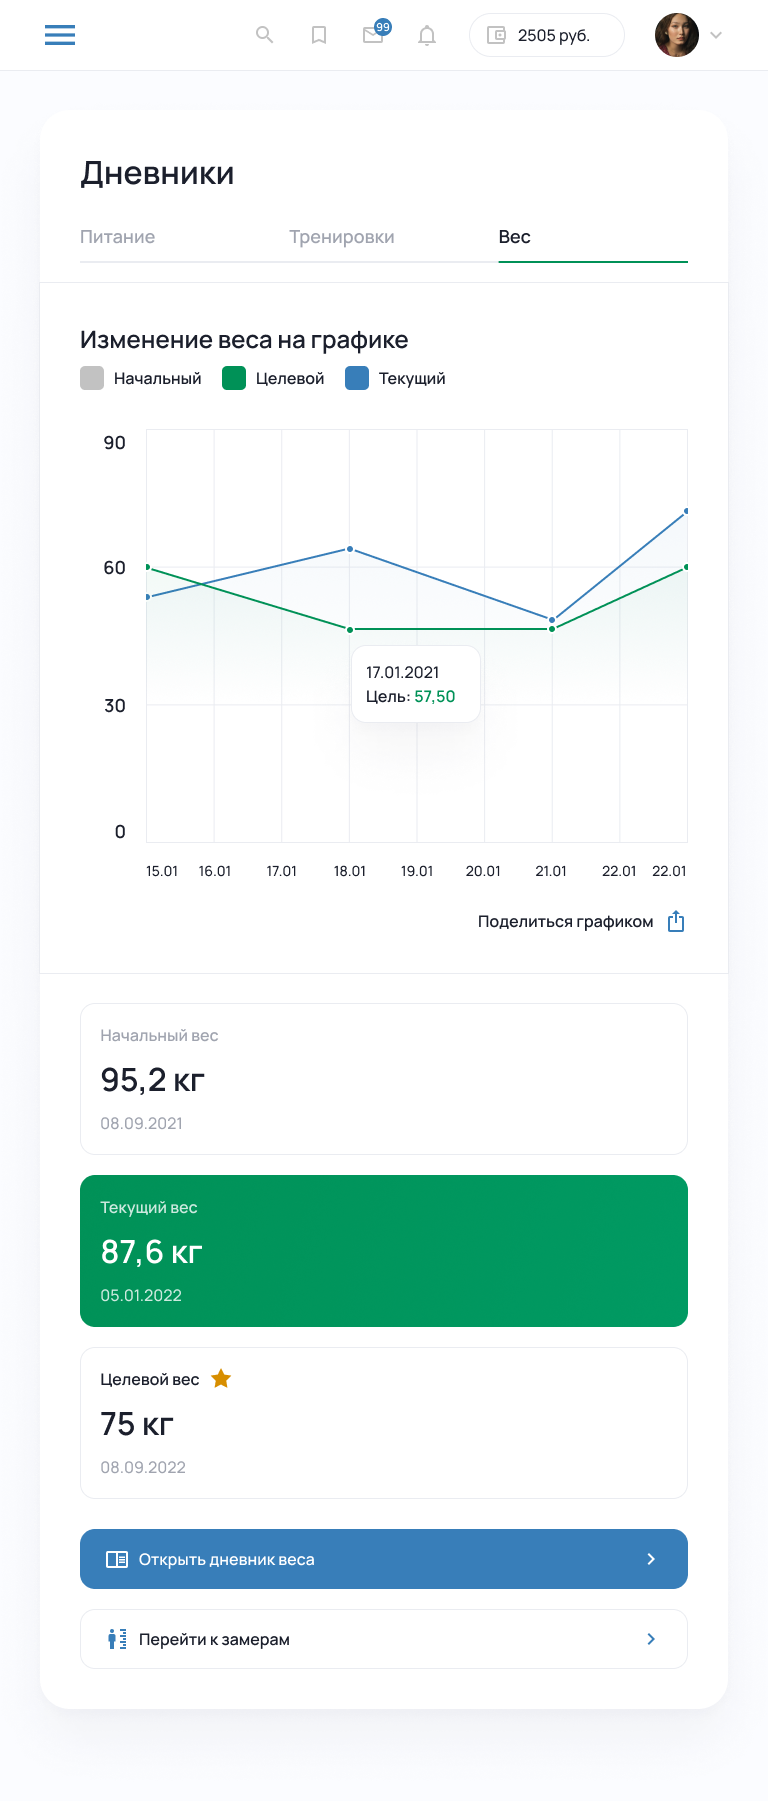 99
2505 руб.
Дневники
Питание Тренировки Вес
Изменение веса на графике
Начальный Целевой Текущий
90
60
17.01.2021
Цель: 57,50
30
0
15.01 16.01 17.01 18.01 19.01 20.01 21.01 22.01 22.01
Поделиться графиком
Начальный вес
95,2 кг
08.09.2021
Текущий вес
87,6 кг
05.01.2022
Целевой вес
75 кг
08.09.2022
Открыть дневник веса
Перейти к замерам